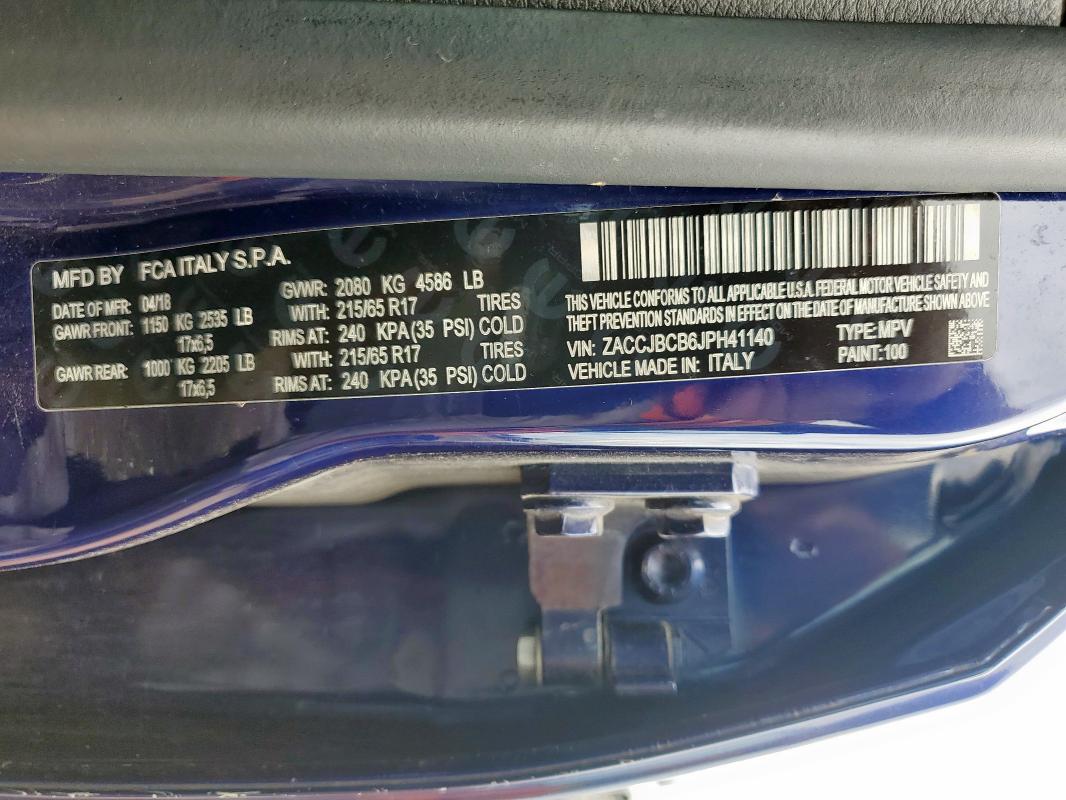 MFD BY FCA ITALY S.P.A.
DATE OF MFR: 04/18 GVWR: 2080 KG 4586 LB
GAWR FRONT: 1150 KG 2535 LB WITH: 215/65 R17 TIRES
17x6,5 RIMS AT: 240 KPA(35 PSI) COLD
GAWR REAR: 1000 KG 2205 LB WITH: 215/65 R17 TIRES
17x6,5 RIMS AT: 240 KPA(35 PSI) COLD
THIS VEHICLE CONFORMS TO ALL APPLICABLE U.S.A. FEDERAL MOTOR VEHICLE SAFETY AND
THEFT PREVENTION STANDARDS IN EFFECT ON THE DATE OF MANUFACTURE SHOWN ABOVE.
VIN: ZACCJBCB6JPH41140 TYPE:MPV
VEHICLE MADE IN: ITALY PAINT:100